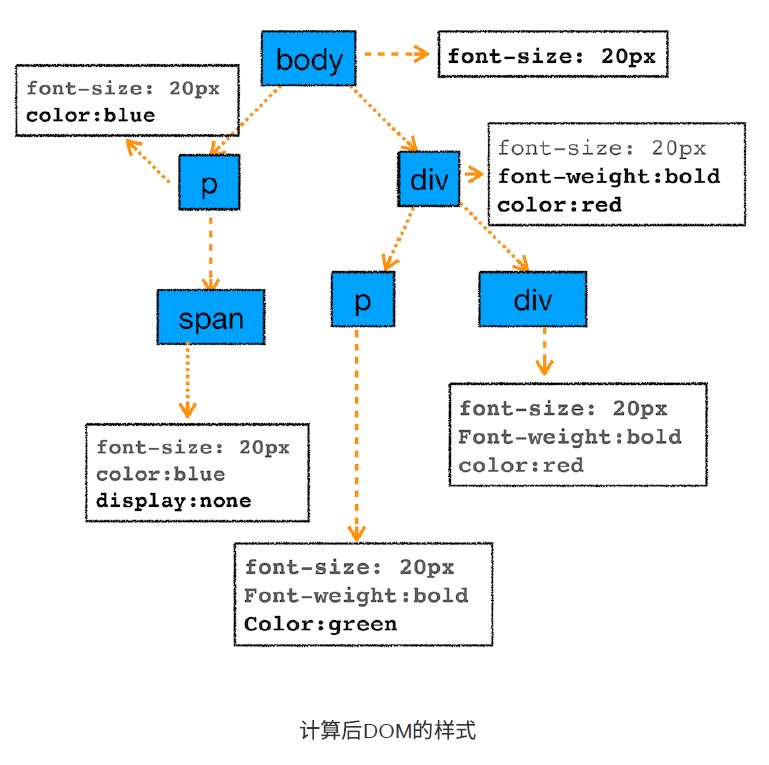 body
font-size: 20px
font-size: 20px
color:blue
p
div
font-size: 20px
font-weight:bold
color:red
span
p
div
font-size: 20px
color:blue
display:none
font-size: 20px
Font-weight:bold
color:red
font-size: 20px
Font-weight:bold
Color:green
计算后DOM的样式